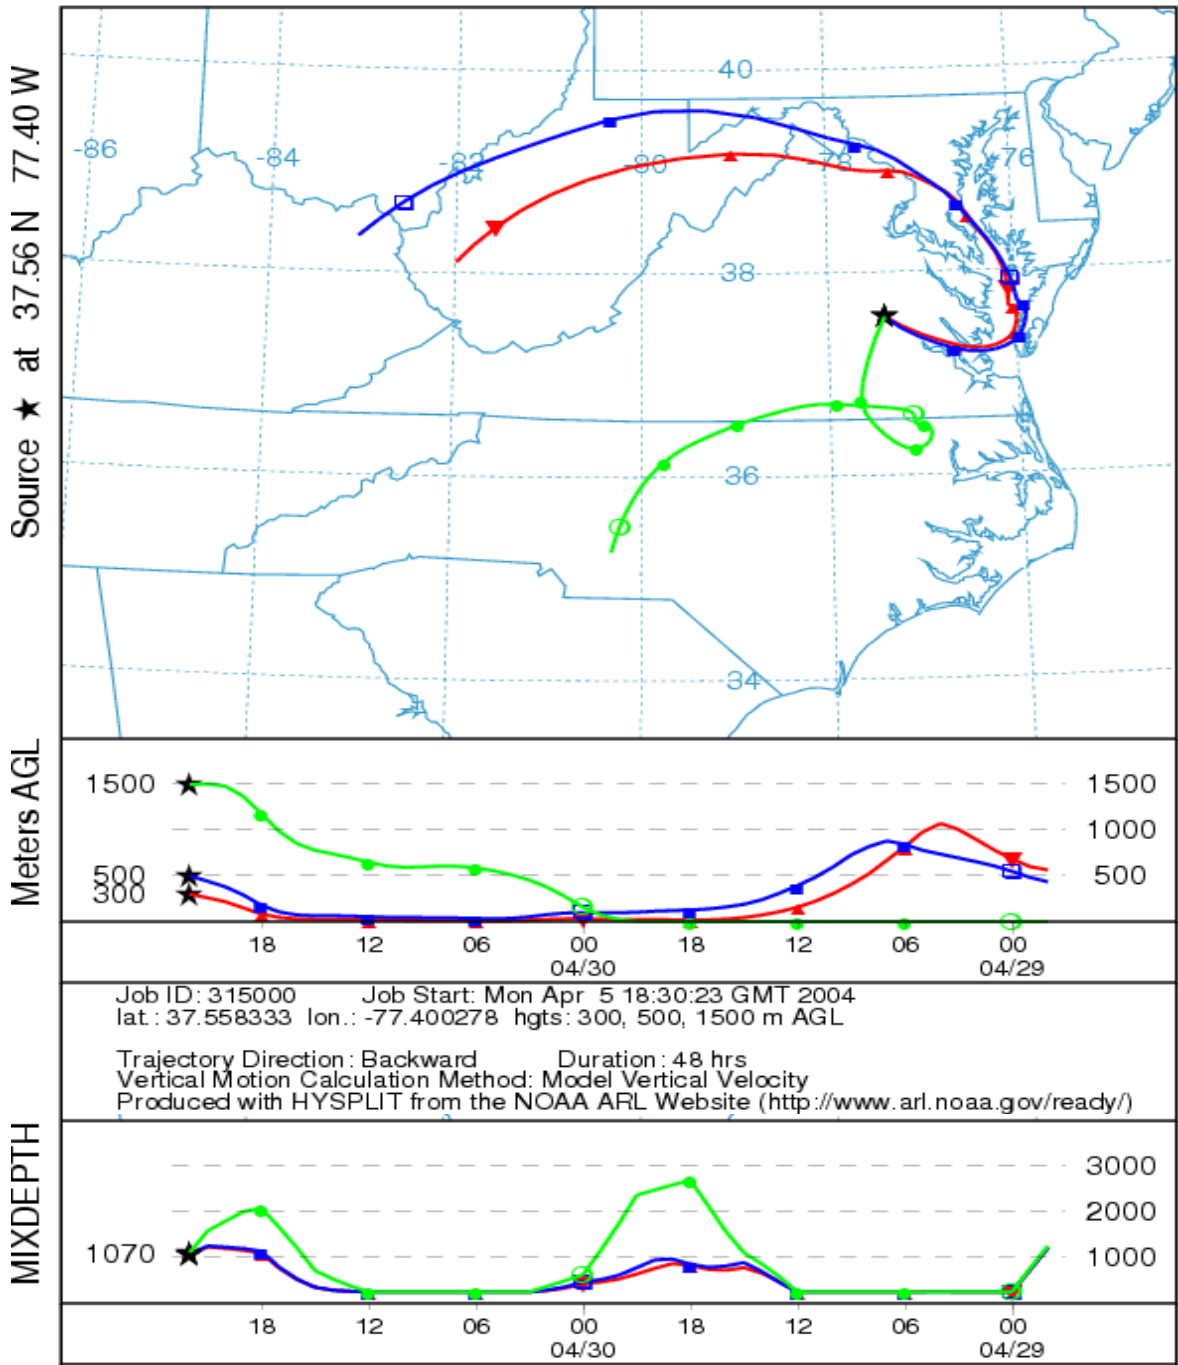 Source ★ at 37.56 N 77.40 W
40
-86
-84
-82
-80
-78
-76
38
36
34
Meters AGL
1500
500
300
1500
1000
500
18 12 06 00 18 12 06 00
04/30 04/29
Job ID: 315000 Job Start: Mon Apr 5 18:30:23 GMT 2004
lat.: 37.558333 lon.: -77.400278 hgts: 300, 500, 1500 m AGL
Trajectory Direction: Backward Duration: 48 hrs
Vertical Motion Calculation Method: Model Vertical Velocity
Produced with HYSPLIT from the NOAA ARL Website (http://www.arl.noaa.gov/ready/)
MIXDEPTH
1070
3000
2000
1000
18 12 06 00 18 12 06 00
04/30 04/29